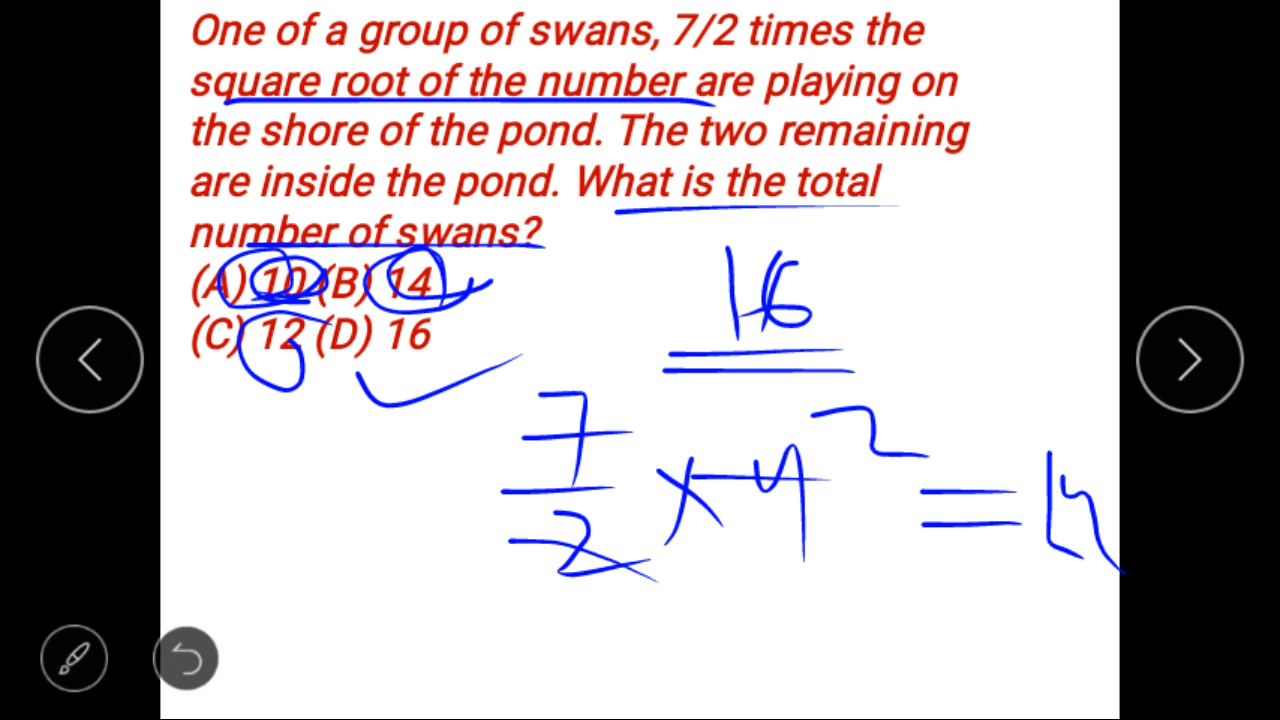 One of a group of swans, 7/2 times the
square root of the number are playing on
the shore of the pond. The two remaining
are inside the pond. What is the total
number of swans?
(A) 10 (B) 14
(C) 12 (D) 16
16
7
2 × 4 2 = 14